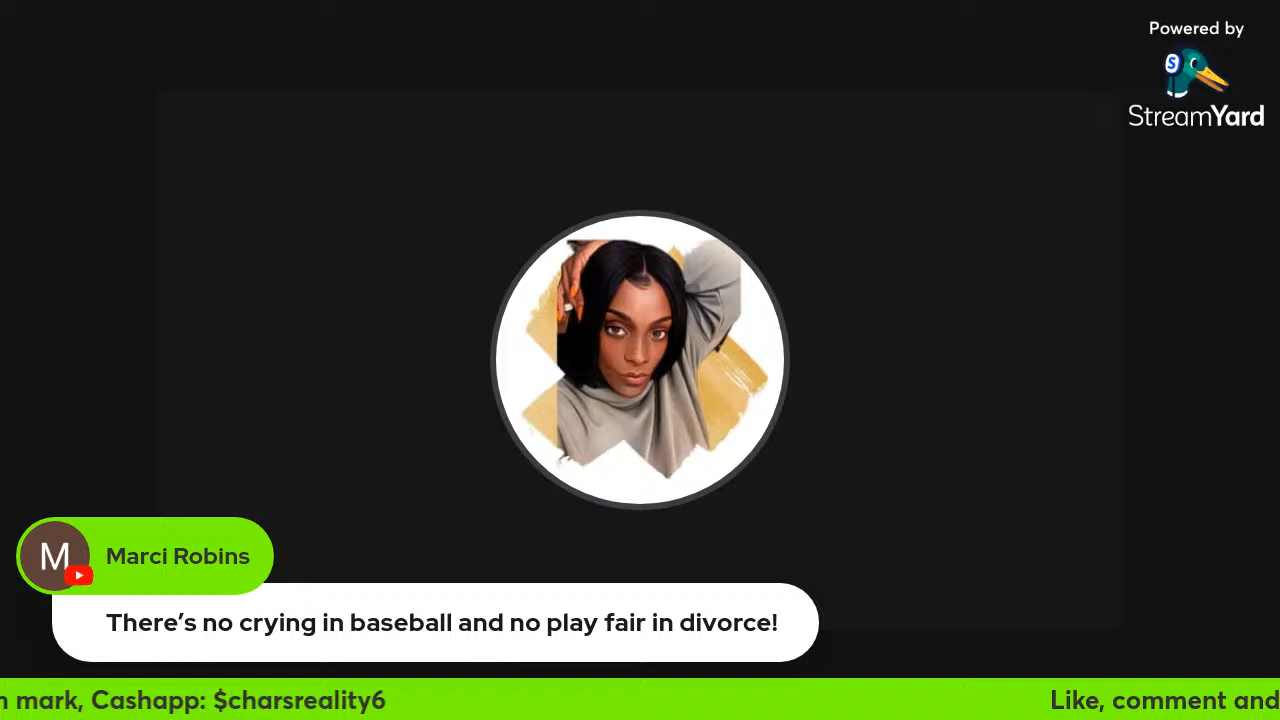 Powered by
S
StreamYard
M
Marci Robins
There’s no crying in baseball and no play fair in divorce!
mark, Cashapp: $charsreality6
Like, comment and